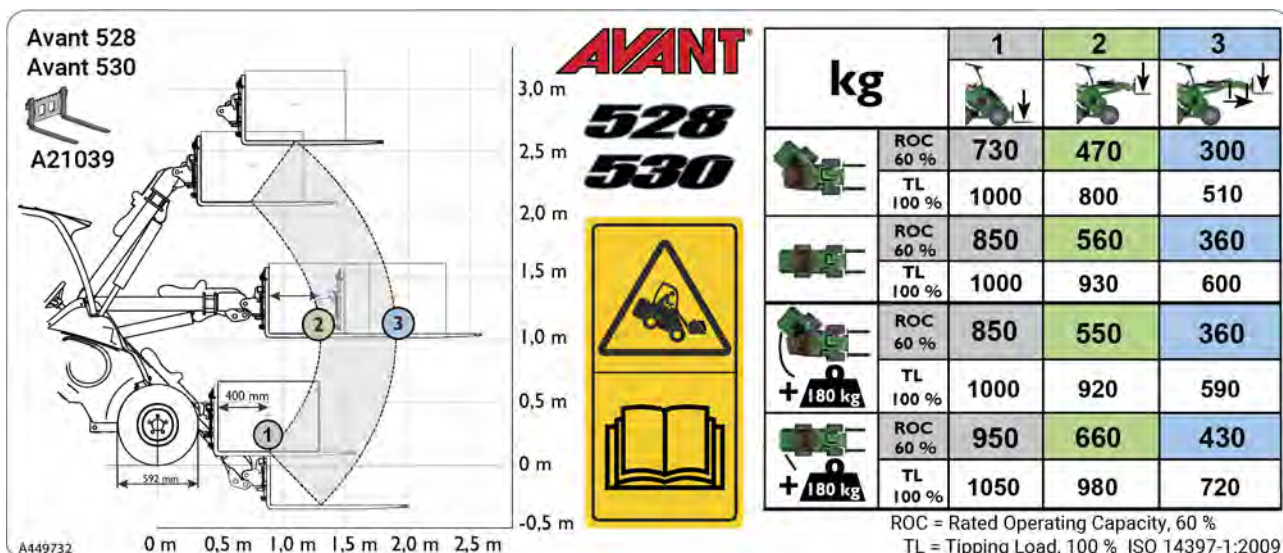 Avant 528
Avant 530
A21039
3,0 m
2,5 m
2,0 m
1,5 m
1,0 m
0,5 m
0 m
-0,5 m
2
3
400 mm
1
592 mm
0 m 0,5 m 1,0 m 1,5 m 2,0 m 2,5 m
A449732
AVANT®
528
530
kg
1 2 3
ROC 60 % 730 470 300
TL 100 % 1000 800 510
ROC 60 % 850 560 360
TL 100 % 1000 930 600
ROC 60 % 850 550 360
+ 180 kg
TL 100 % 1000 920 590
ROC 60 % 950 660 430
+ 180 kg
TL 100 % 1050 980 720
ROC = Rated Operating Capacity, 60 %
TL = Tipping Load, 100 % ISO 14397-1:2009